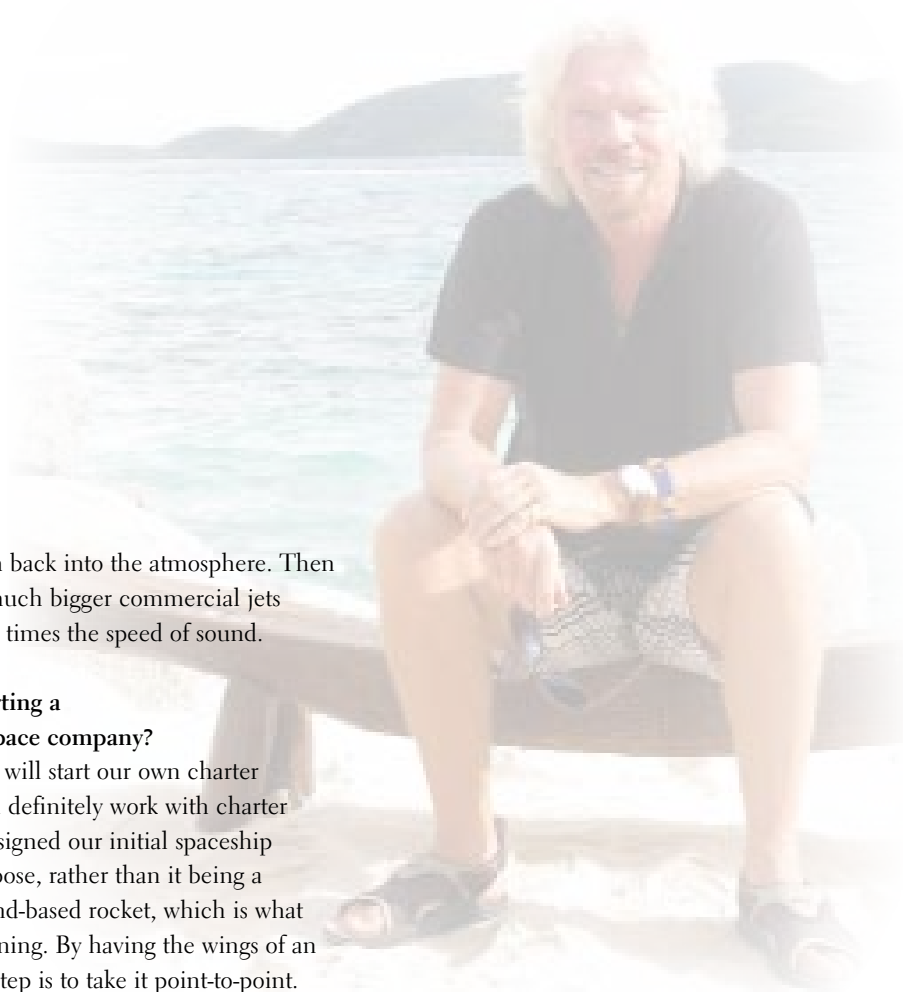 back into the atmosphere. Then
much bigger commercial jets
times the speed of sound.
ting a
pace company?
will start our own charter
definitely work with charter
signed our initial spaceship
ose, rather than it being a
nd-based rocket, which is what
ning. By having the wings of an
tep is to take it point-to-point.